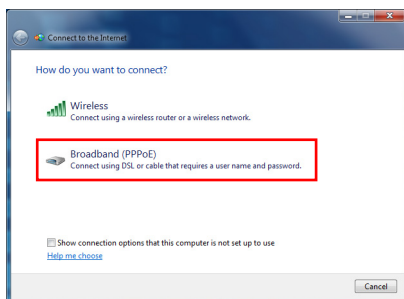 Connect to the Internet
How do you want to connect?
Wireless
Connect using a wireless router or a wireless network.
Broadband (PPPoE)
Connect using DSL or cable that requires a user name and password.
Show connection options that this computer is not set up to use
Help me choose
Cancel